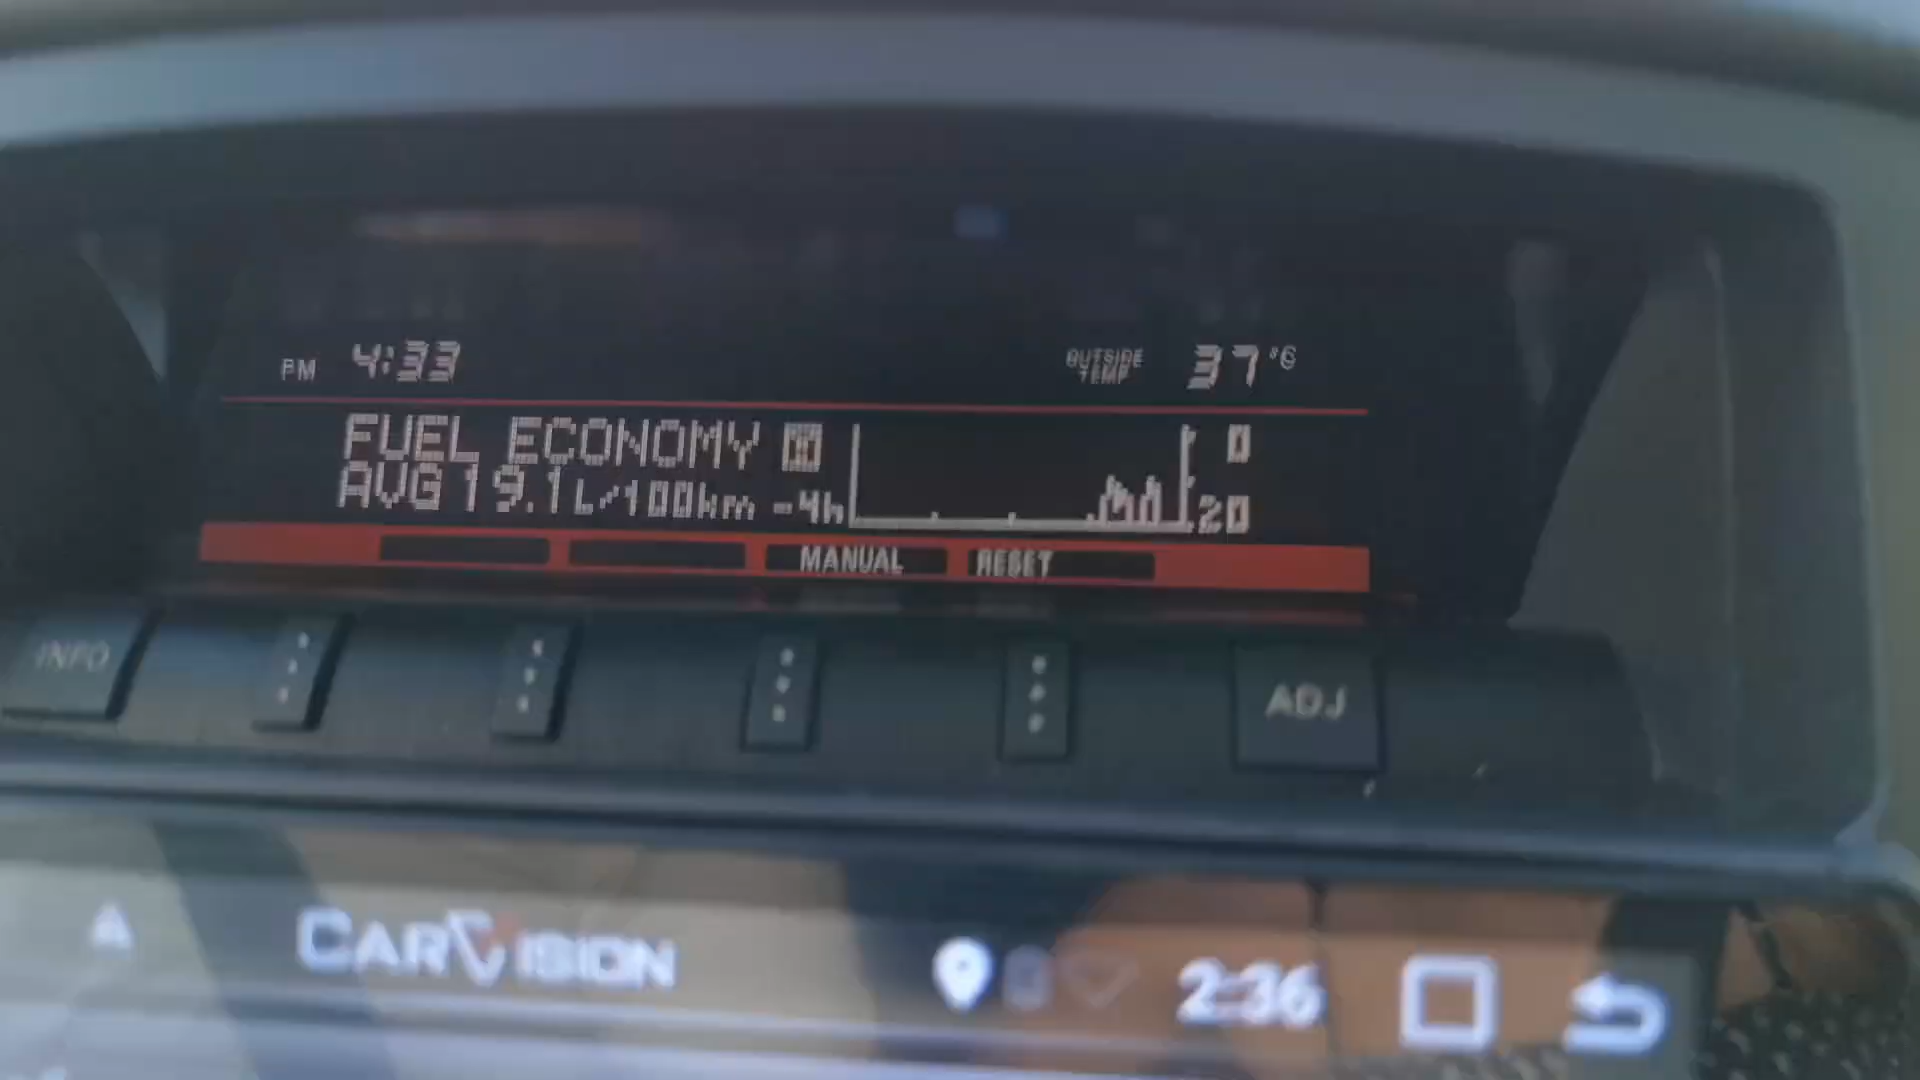 PM 4:33 OUTSIDE TEMP 37°C
FUEL ECONOMY M 0
AVG 19.1L/100km -4h 20
MANUAL RESET
INFO ADJ
CARVISION 2:36